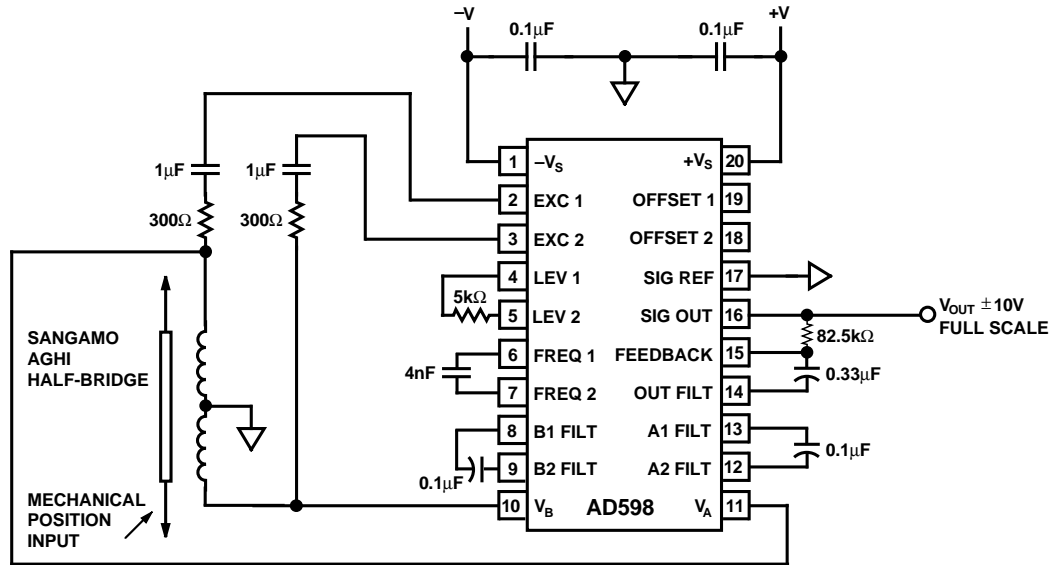 –V
+V
0.1µF
0.1µF
1µF
1µF
300Ω
300Ω
1
–VS
+VS
20
2
EXC 1
OFFSET 1
19
3
EXC 2
OFFSET 2
18
4
LEV 1
SIG REF
17
5kΩ
5
LEV 2
SIG OUT
16
VOUT ±10V
FULL SCALE
82.5kΩ
6
FREQ 1
FEEDBACK
15
4nF
0.33µF
7
FREQ 2
OUT FILT
14
8
B1 FILT
A1 FILT
13
0.1µF
9
B2 FILT
A2 FILT
12
0.1µF
10
VB
AD598
VA
11
SANGAMO
AGHI
HALF-BRIDGE
MECHANICAL
POSITION
INPUT